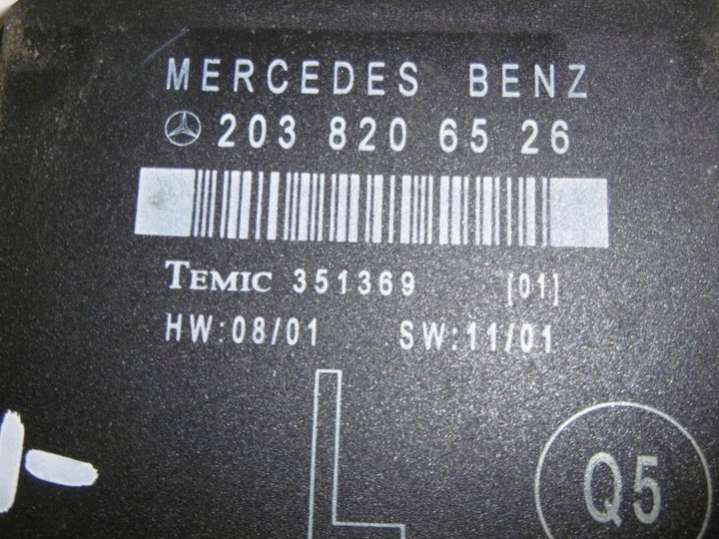 MERCEDES BENZ
203 820 65 26
TEMIC 351369 [01]
HW:08/01 SW:11/01
L
Q5